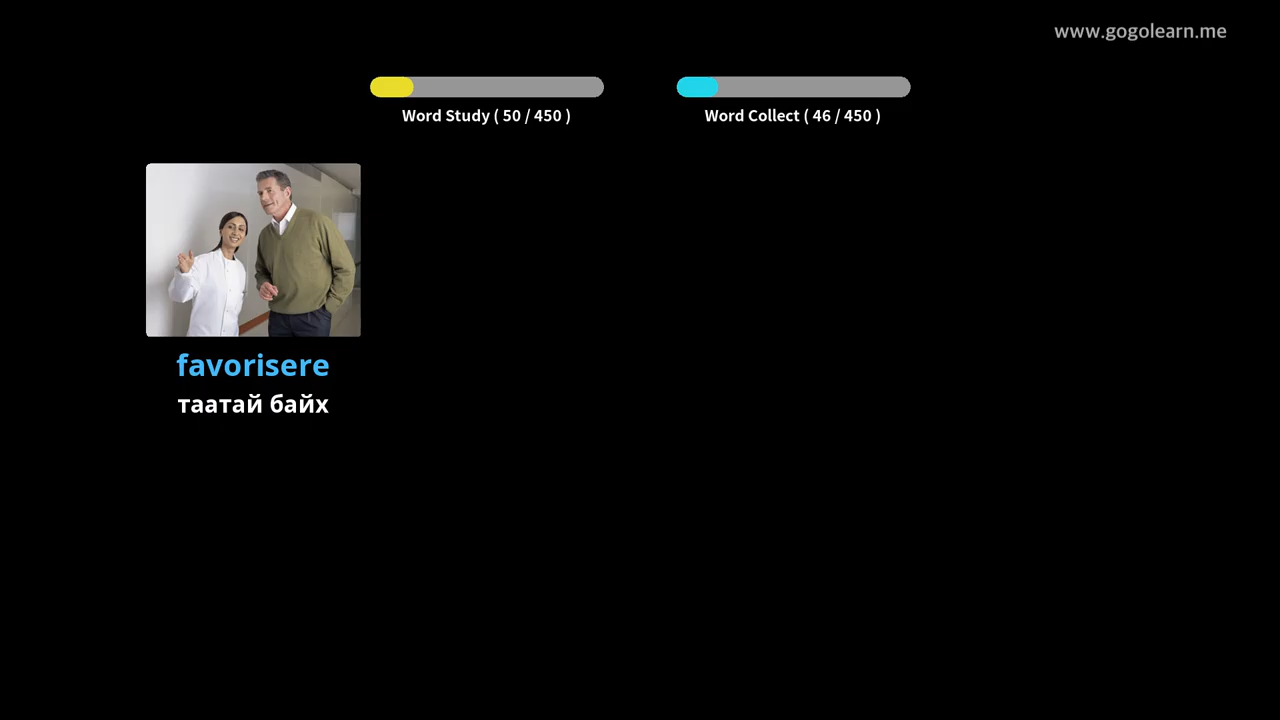 www.gogolearn.me
Word Study ( 50 / 450 )
Word Collect ( 46 / 450 )
favorisere
таатай байх